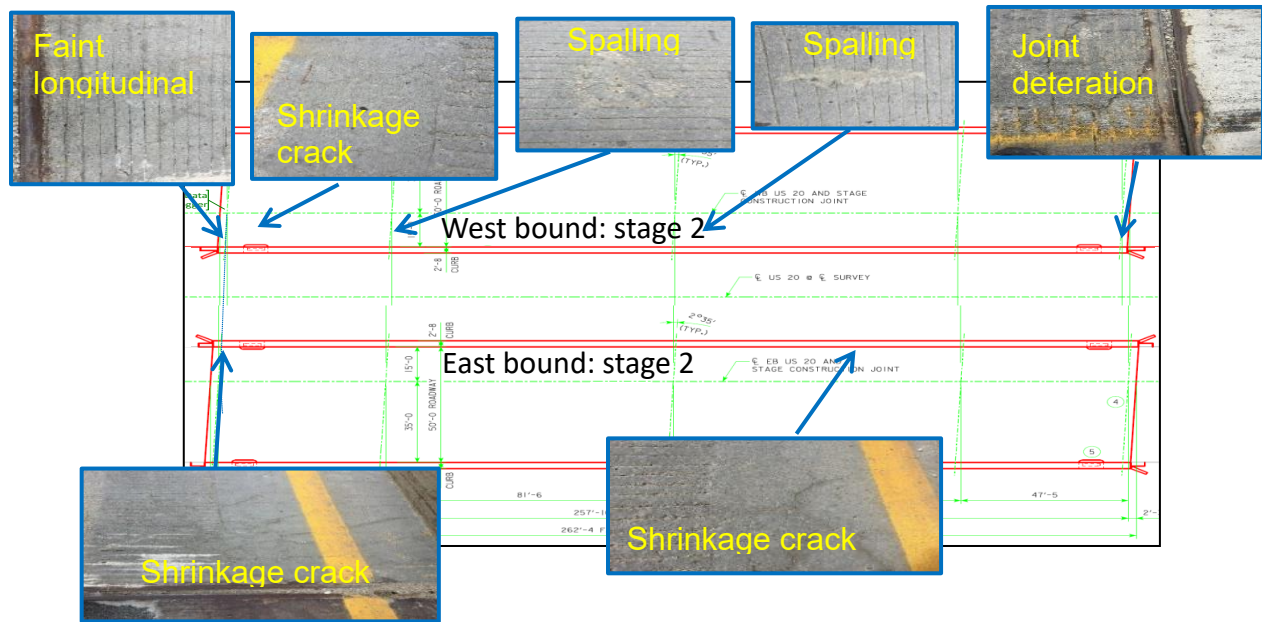 Faint
longitudinal
Shrinkage
crack
Spalling
Spalling
Joint
deteration
(TYP.)
℄ WB US 20 AND STAGE
CONSTRUCTION JOINT
West bound: stage 2
2'-8
CURB
℄ US 20 @ ℄ SURVEY
2°35'
(TYP.)
2'-8
CURB
East bound: stage 2
15'-0
℄ EB US 20 AND
STAGE CONSTRUCTION JOINT
35'-0
50'-0 ROADWAY
4
5
CURB
Shrinkage crack
Shrinkage crack
81'-6
47'-5
262'-4